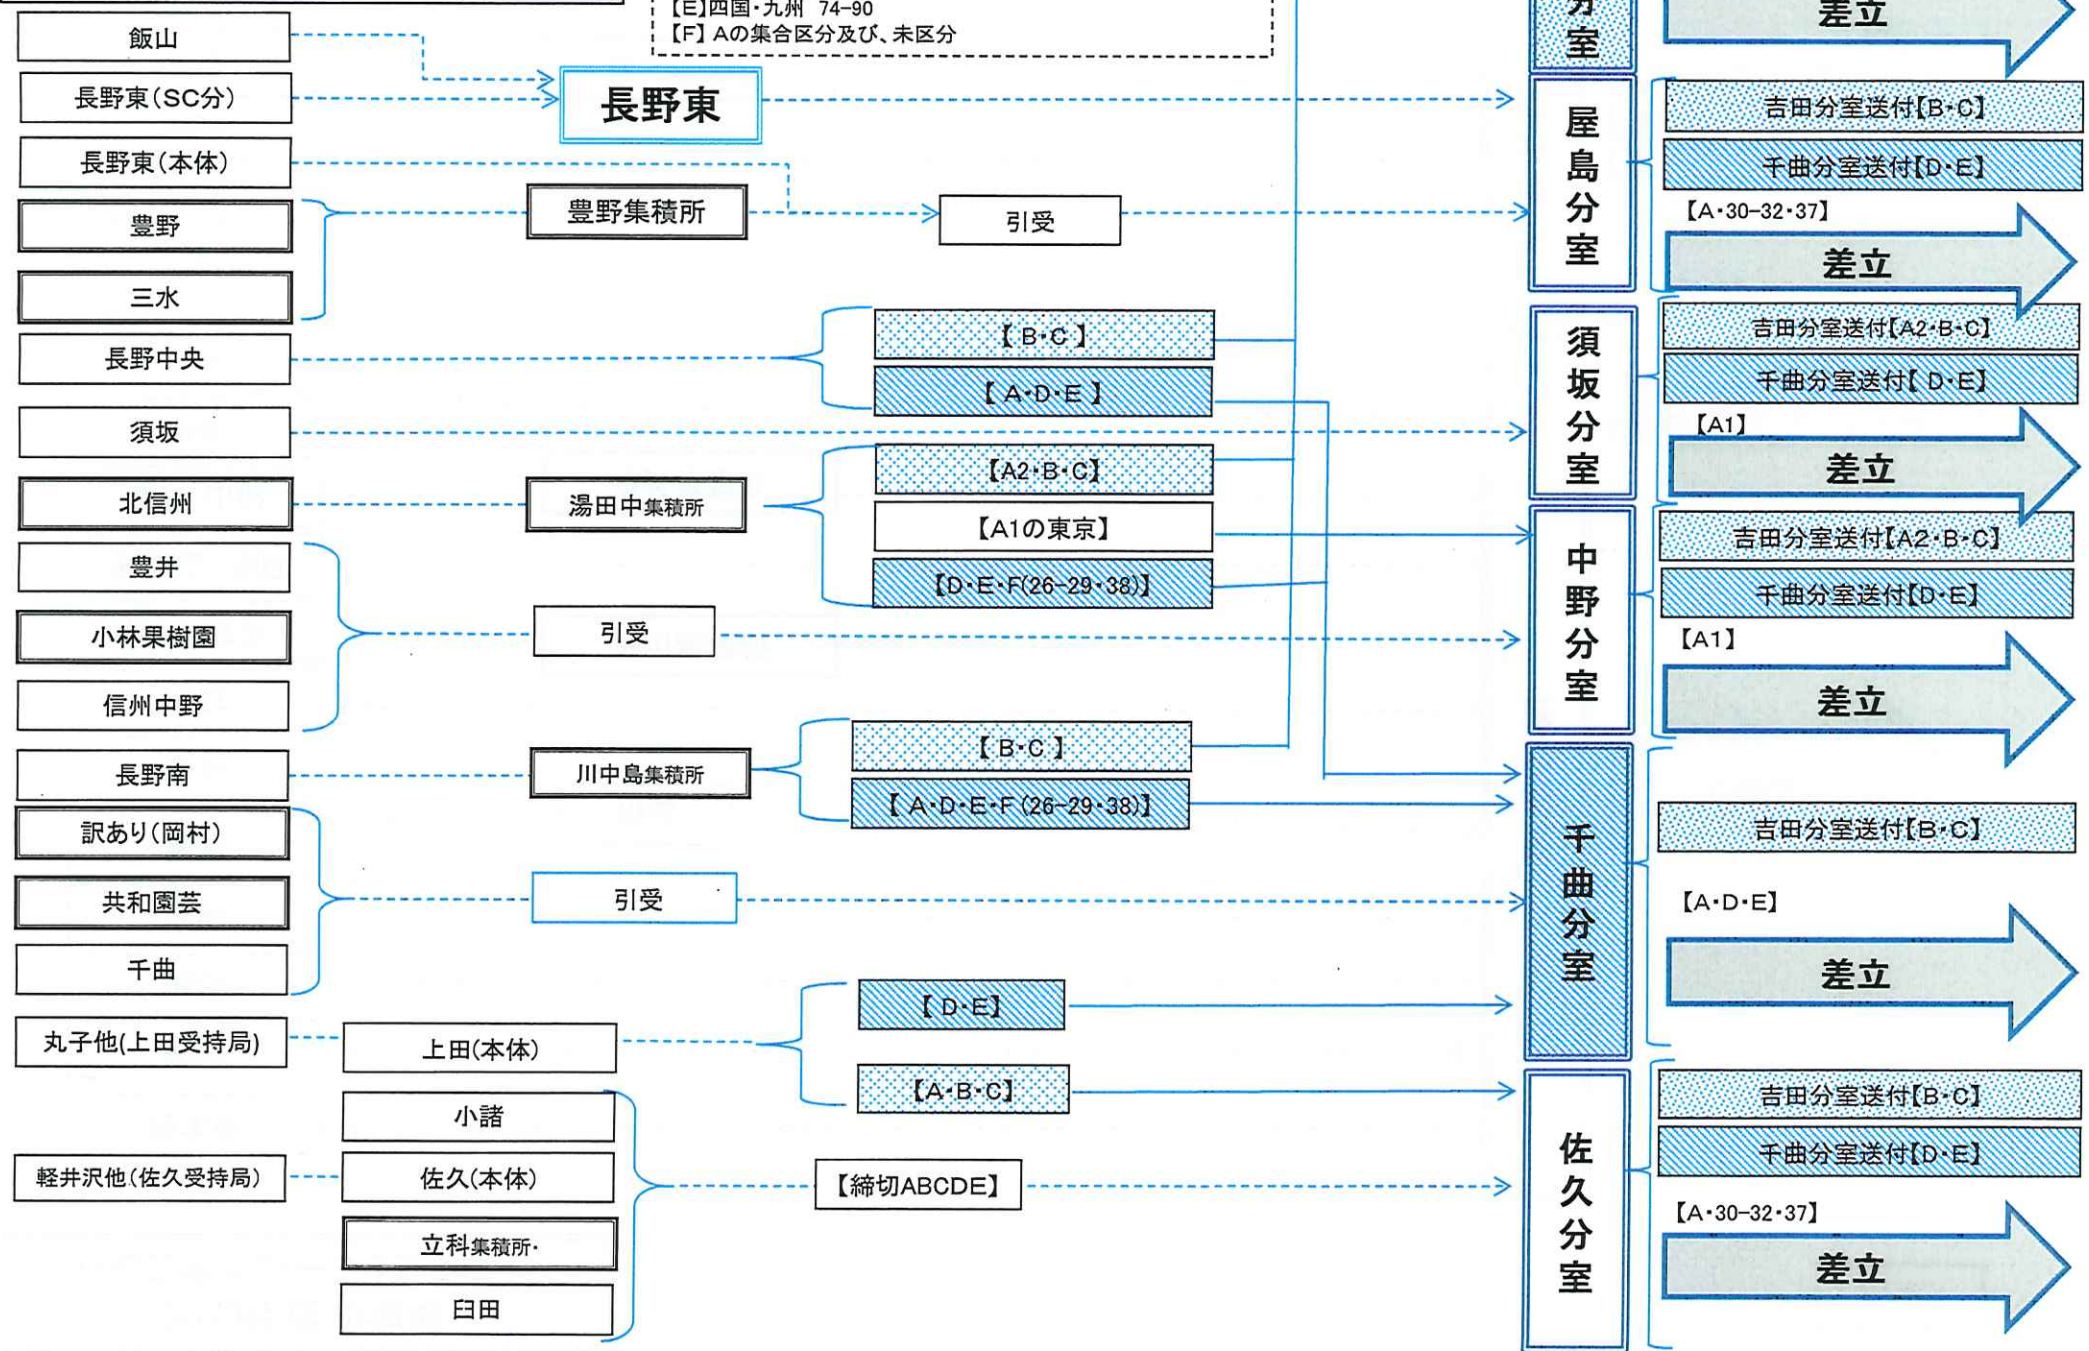 【E】四国・九州 74-90
【F】Aの集合区分及び、未区分
分室
差立
飯山
長野東(SC分)
長野東
長野東(本体)
豊野
豊野集積所
引受
三水
屋島分室
吉田分室送付【B・C】
千曲分室送付【D・E】
【A・30-32・37】
差立
長野中央
【 B・C 】
【 A・D・E 】
須坂
須坂分室
吉田分室送付【A2・B・C】
千曲分室送付【 D・E】
【A1】
差立
北信州
湯田中集積所
【A2・B・C】
【A1の東京】
【D・E・F(26-29・38)】
豊井
小林果樹園
引受
信州中野
中野分室
吉田分室送付【A2・B・C】
千曲分室送付【D・E】
【A1】
差立
長野南
川中島集積所
【 B・C 】
【 A・D・E・F (26-29・38)】
訳あり(岡村)
共和園芸
引受
千曲
千曲分室
吉田分室送付【B・C】
【A・D・E】
差立
丸子他(上田受持局)
上田(本体)
【 D・E】
【A・B・C】
小諸
軽井沢他(佐久受持局)
佐久(本体)
【締切ABCDE】
立科集積所・
臼田
佐久分室
吉田分室送付【B・C】
千曲分室送付【D・E】
【A・30-32・37】
差立